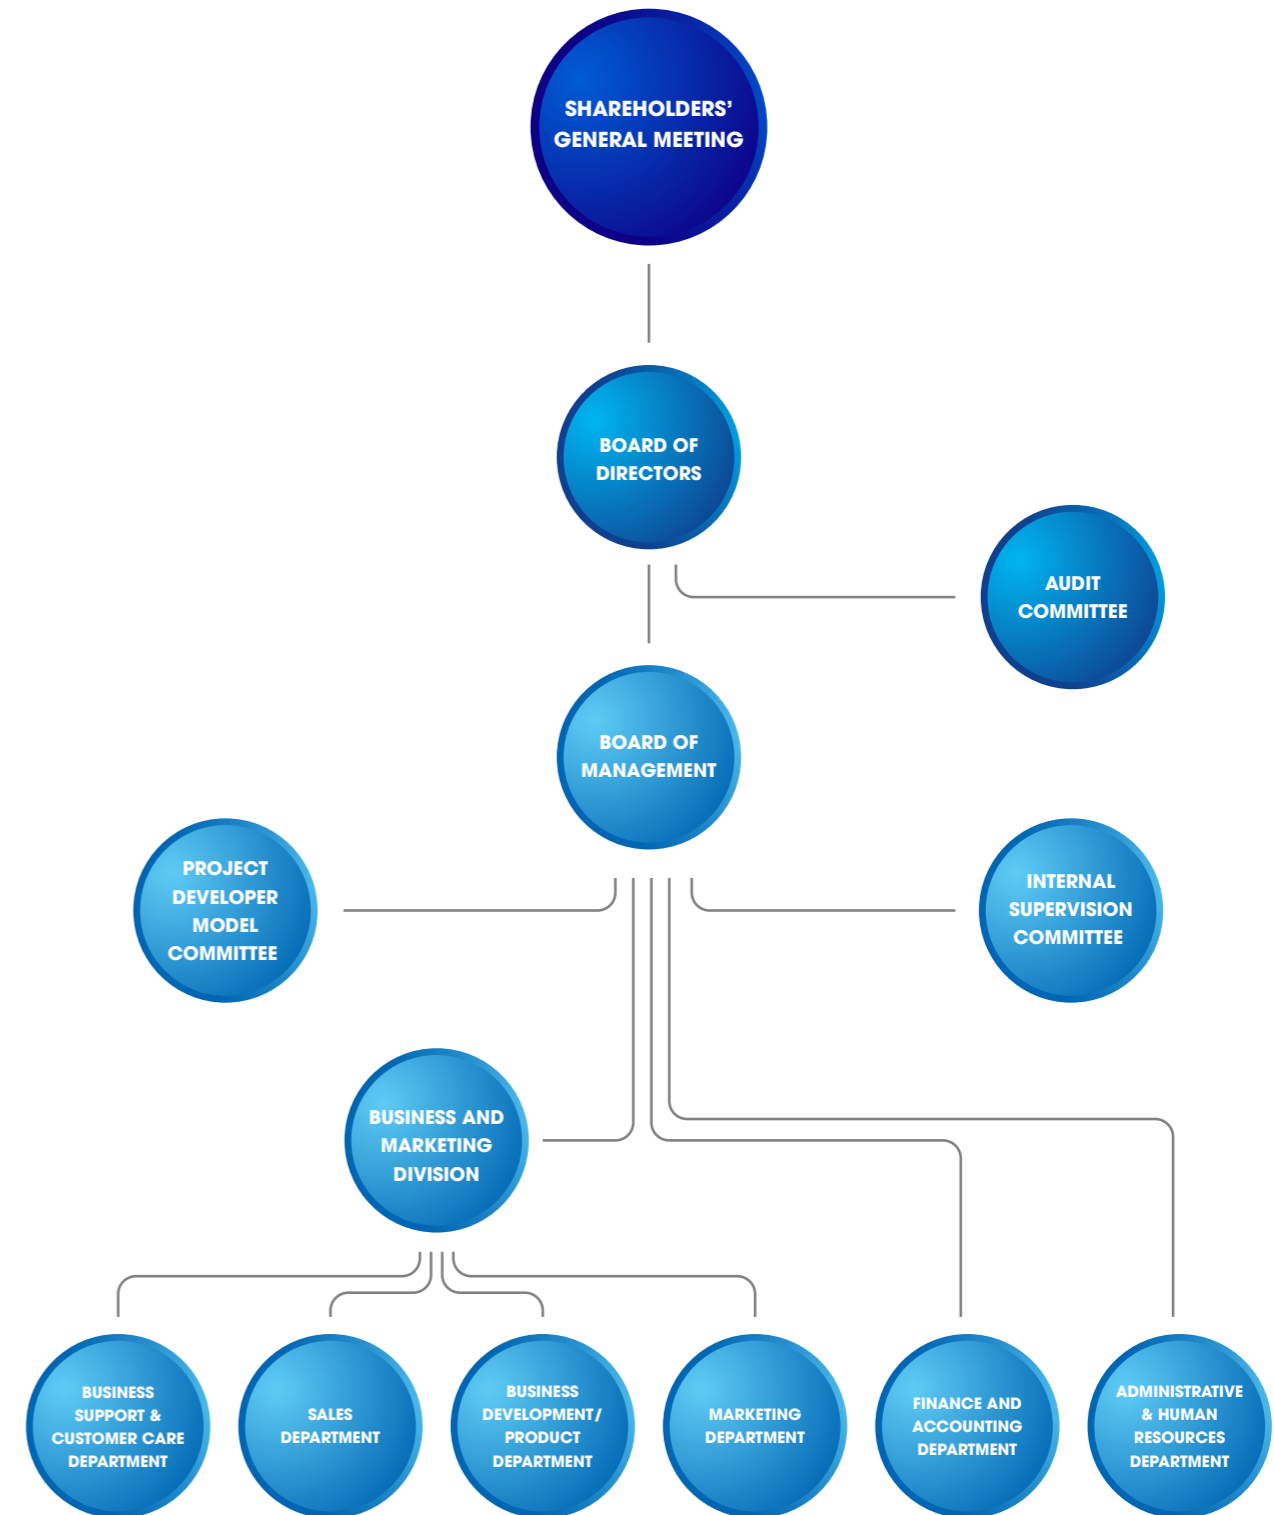 SHAREHOLDERS’
GENERAL MEETING
BOARD OF
DIRECTORS
AUDIT
COMMITTEE
BOARD OF
MANAGEMENT
PROJECT
DEVELOPER
MODEL
COMMITTEE
INTERNAL
SUPERVISION
COMMITTEE
BUSINESS AND
MARKETING
DIVISION
BUSINESS
SUPPORT &
CUSTOMER CARE
DEPARTMENT
SALES
DEPARTMENT
BUSINESS
DEVELOPMENT/
PRODUCT
DEPARTMENT
MARKETING
DEPARTMENT
FINANCE AND
ACCOUNTING
DEPARTMENT
ADMINISTRATIVE
& HUMAN
RESOURCES
DEPARTMENT